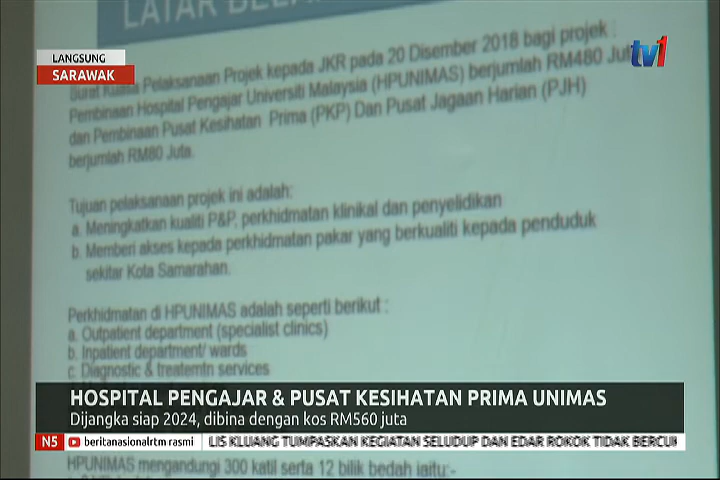 LATAR BELA
LANGSUNG
SARAWAK
tv1
Surat Kuasa Pelaksanaan Projek kepada JKR pada 20 Disember 2018 bagi projek :
Pembinaan Hospital Pengajar Universiti Malaysia (HPUNIMAS) berjumlah RM480 Jut
dan Pembinaan Pusat Kesihatan Prima (PKP) Dan Pusat Jagaan Harian (PJH)
berjumlah RM80 Juta.
Tujuan pelaksanaan projek ini adalah:
a. Meningkatkan kualiti P&P, perkhidmatan klinikal dan penyelidikan
b. Memberi akses kepada perkhidmatan pakar yang berkualiti kepada penduduk
sekitar Kota Samarahan.
Perkhidmatan di HPUNIMAS adalah seperti berikut :
a. Outpatient department (specialist clinics)
b. Inpatient department/ wards
c. Diagnostic & treatemtn services
HOSPITAL PENGAJAR & PUSAT KESIHATAN PRIMA UNIMAS
Dijangka siap 2024, dibina dengan kos RM560 juta
N5 beritanasionalrtm rasmi LIS KLUANG TUMPASKAN KEGIATAN SELUDUP DAN EDAR ROKOK TIDAK BERCUK
HPUNIMAS mengandungi 300 katil serta 12 bilik bedah iaitu:-